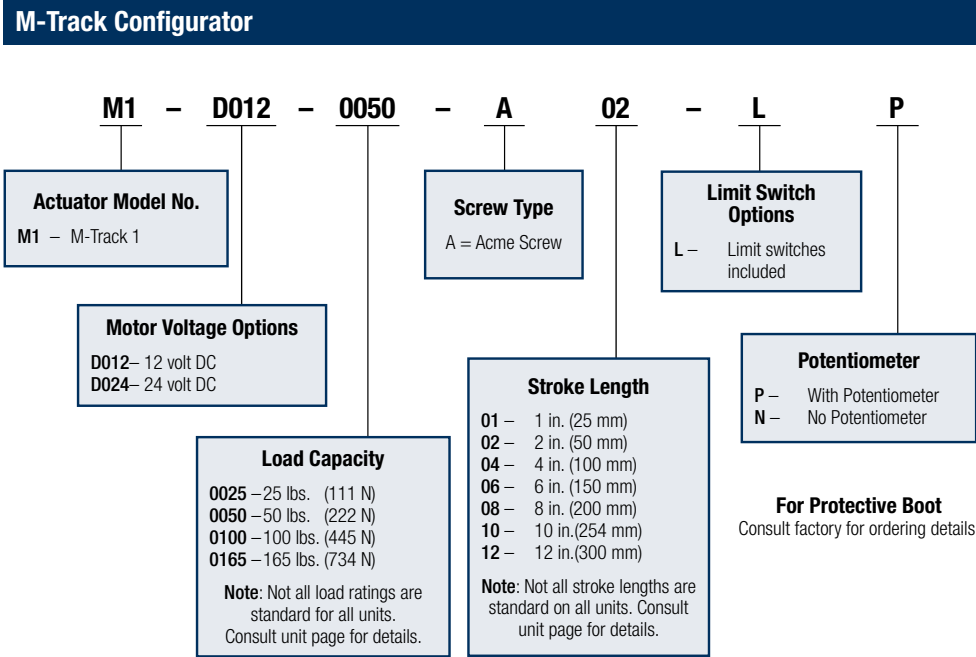 M-Track Configurator
M1 – D012 – 0050 – A 02 – L P
Actuator Model No.
M1 – M-Track 1
Motor Voltage Options
D012– 12 volt DC
D024– 24 volt DC
Load Capacity
0025 –25 lbs. (111 N)
0050 –50 lbs. (222 N)
0100 –100 lbs. (445 N)
0165 –165 lbs. (734 N)
Note: Not all load ratings are
standard for all units.
Consult unit page for details.
Screw Type
A = Acme Screw
Stroke Length
01 – 1 in. (25 mm)
02 – 2 in. (50 mm)
04 – 4 in. (100 mm)
06 – 6 in. (150 mm)
08 – 8 in. (200 mm)
10 – 10 in.(254 mm)
12 – 12 in.(300 mm)
Note: Not all stroke lengths are
standard on all units. Consult
unit page for details.
Limit Switch
Options
L – Limit switches
included
Potentiometer
P – With Potentiometer
N – No Potentiometer
For Protective Boot
Consult factory for ordering details